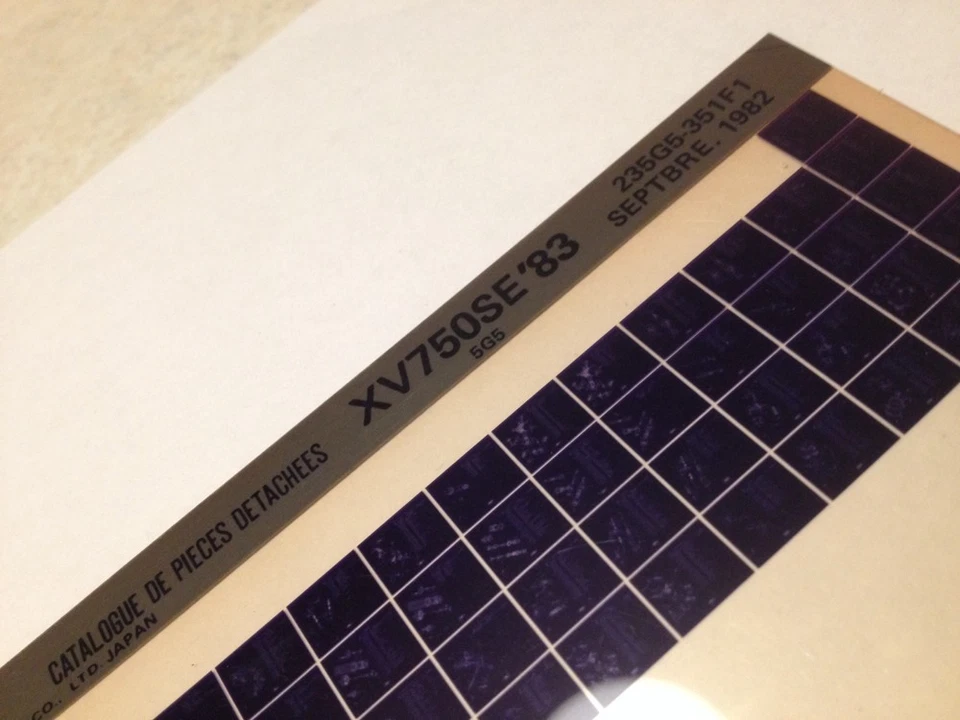 235G5-351F1
SEPTBRE. 1982
XV750SE'83
5G5
CATALOGUE DE PIECES DETACHEES
CO., LTD. JAPAN